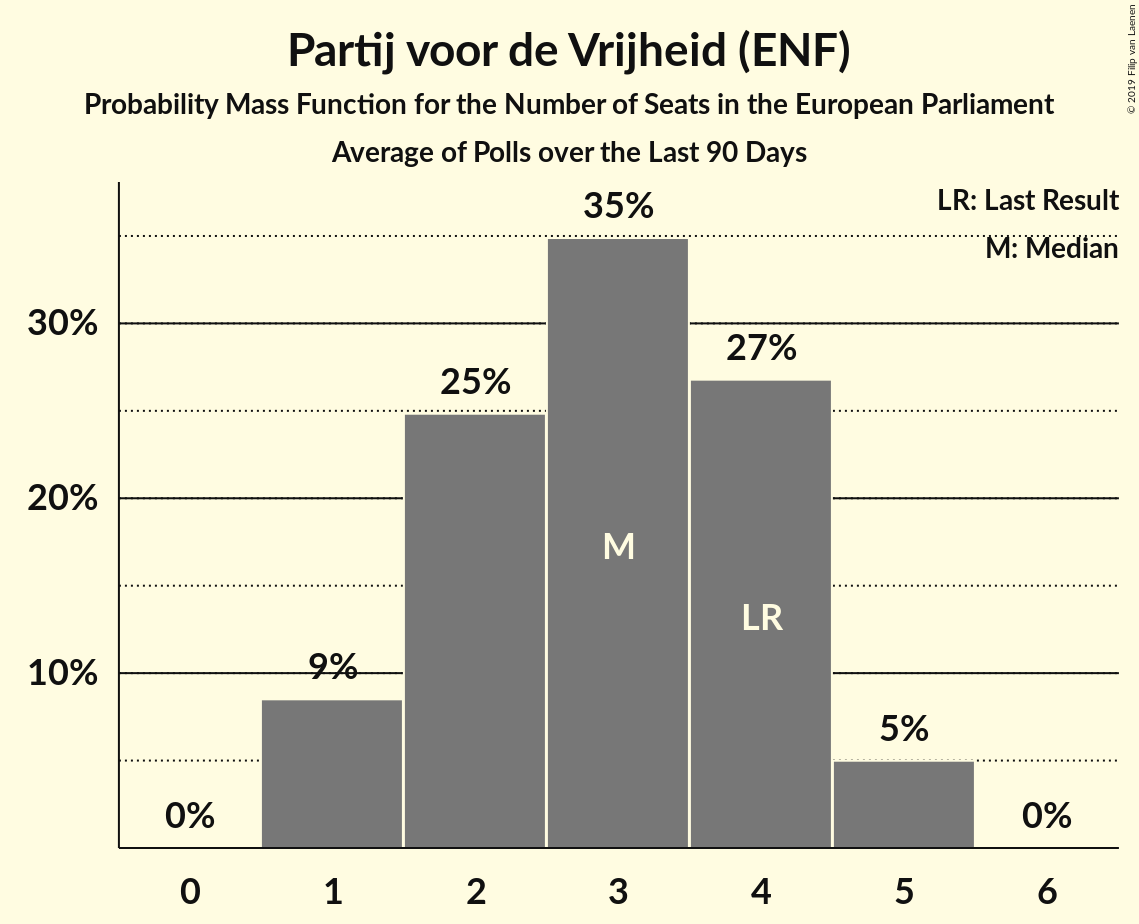 Partij voor de Vrijheid (ENF)
Probability Mass Function for the Number of Seats in the European Parliament
Average of Polls over the Last 90 Days
© 2019 Filip van Laenen
LR: Last Result
M: Median
35%
30%
27%
25%
20%
M
LR
10%
9%
5%
0%
0%
0 1 2 3 4 5 6